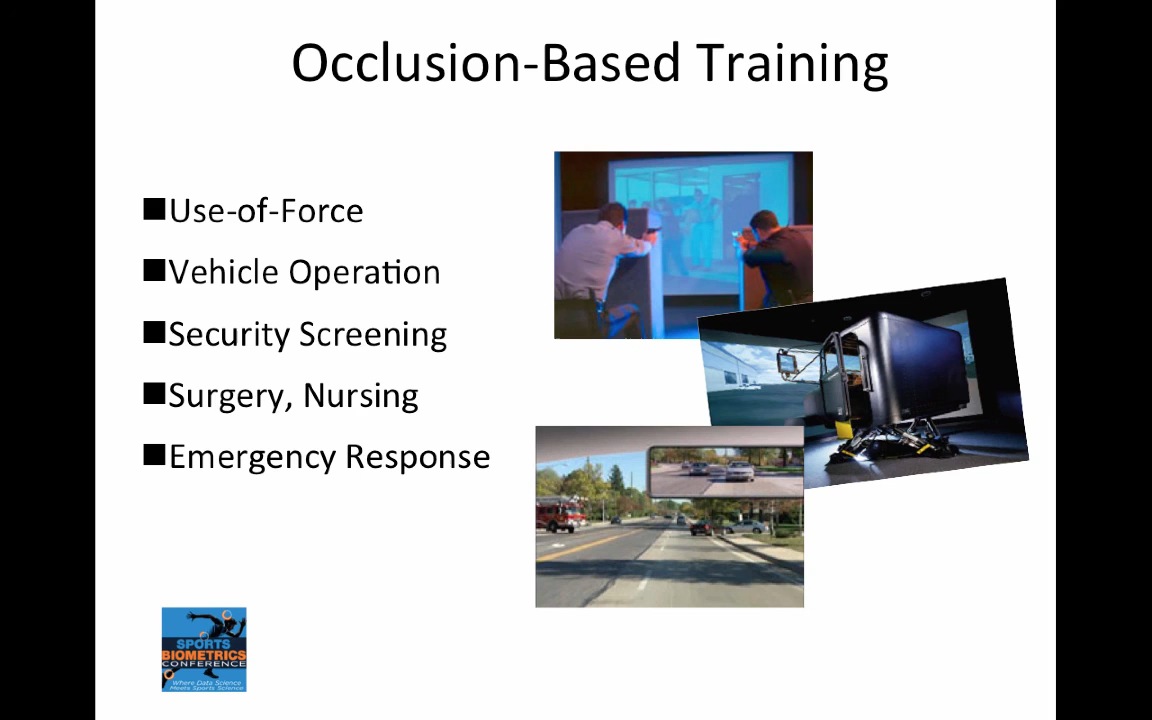 Occlusion-Based Training
■Use-of-Force
■Vehicle Operation
■Security Screening
■Surgery, Nursing
■Emergency Response
SPORTS
BIOMETRICS
CONFERENCE
Where Data Science
Meets Sports Science